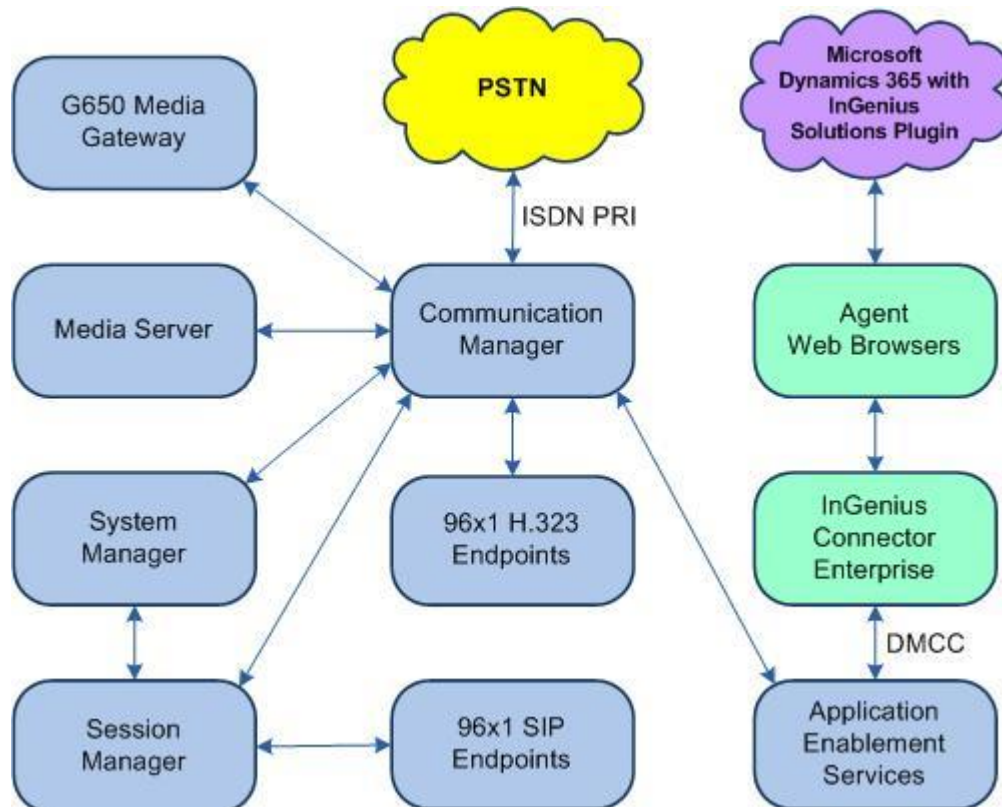 G650 Media
Gateway
PSTN
Microsoft
Dynamics 365 with
InGenius
Solutions Plugin
ISDN PRI
Media Server
Communication
Manager
Agent
Web Browsers
System
Manager
96x1 H.323
Endpoints
InGenius
Connector
Enterprise
DMCC
Session
Manager
96x1 SIP
Endpoints
Application
Enablement
Services